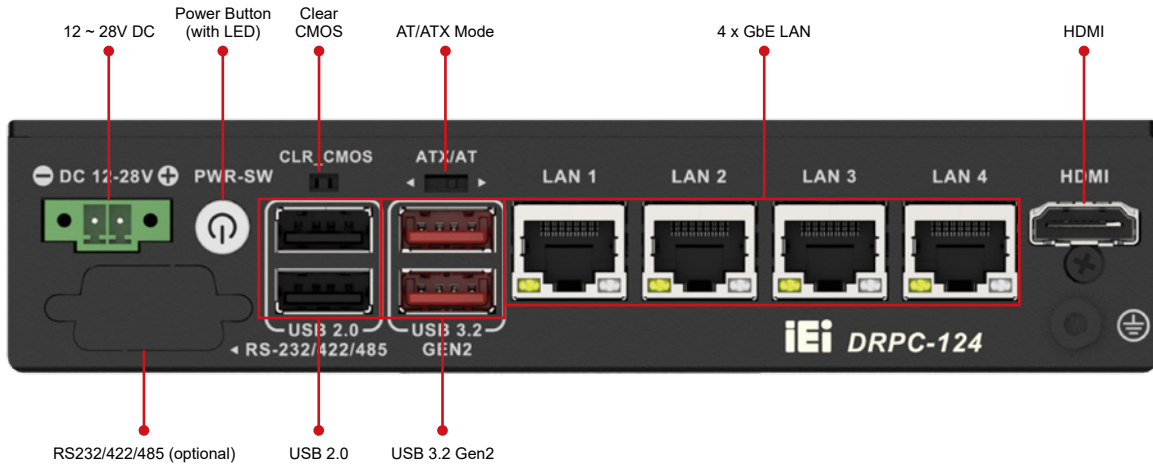 12 ~ 28V DC
Power Button
(with LED)
Clear
CMOS
AT/ATX Mode
4 x GbE LAN
HDMI
DC 12-28V
PWR-SW
CLR_CMOS
ATX/AT
LAN 1
LAN 2
LAN 3
LAN 4
HDMI
USB 2.0
RS-232/422/485
USB 3.2
GEN2
iEi DRPC-124
RS232/422/485 (optional)
USB 2.0
USB 3.2 Gen2